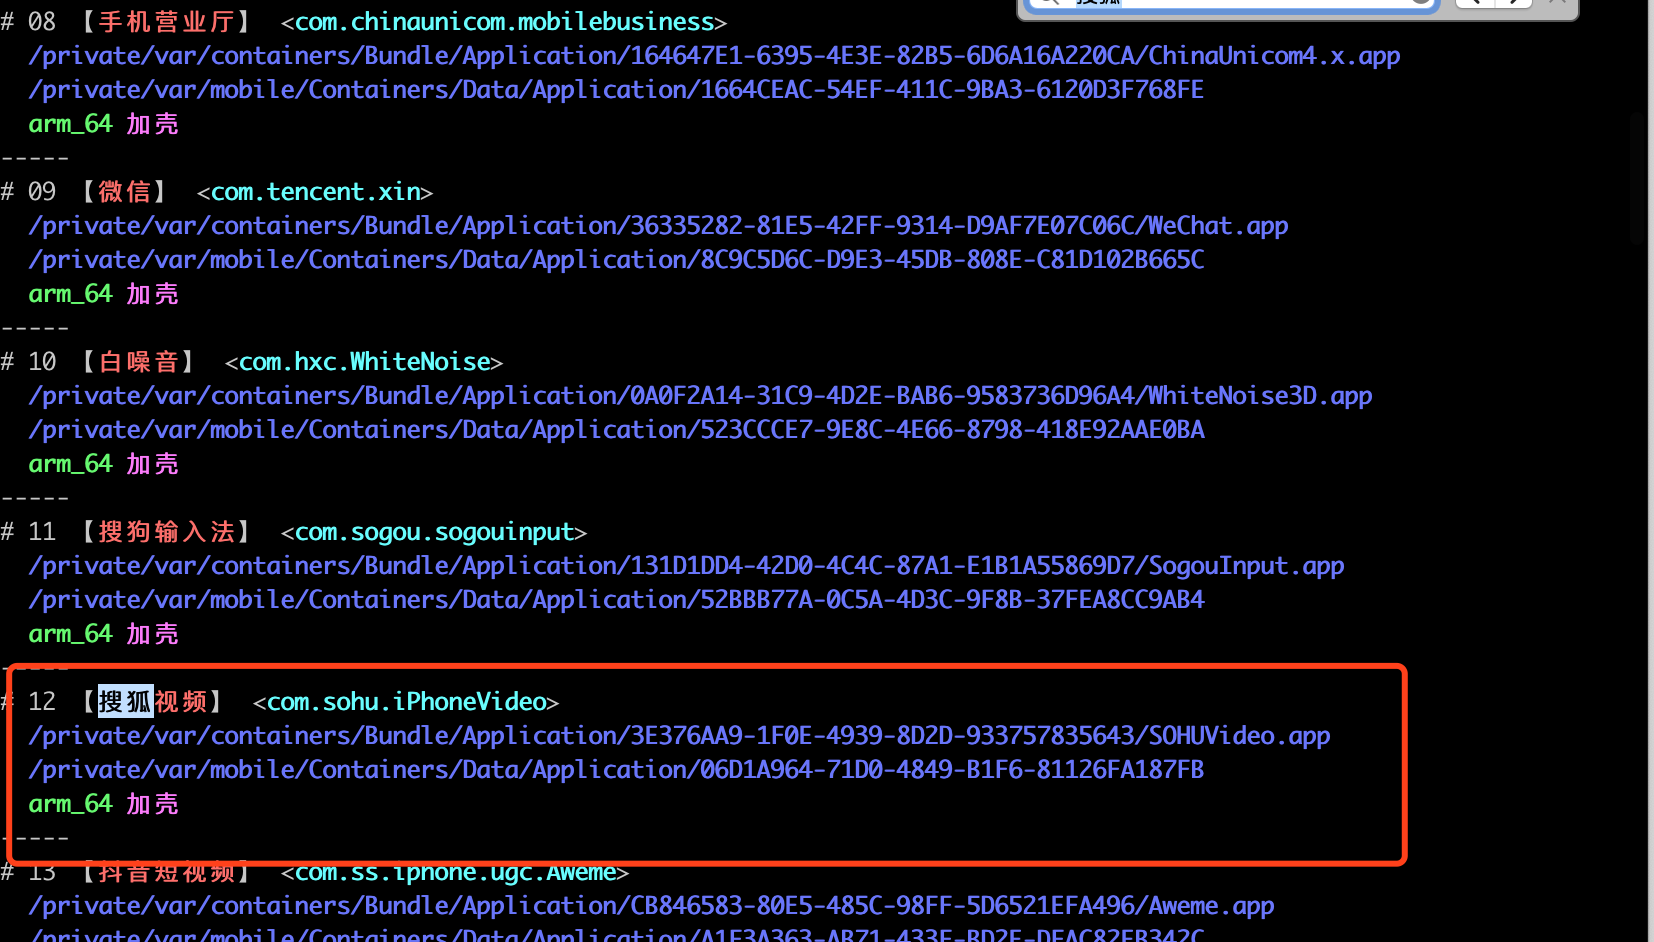 # 08 【手机营业厅】 <com.chinaunicom.mobilebusiness>
/private/var/containers/Bundle/Application/164647E1-6395-4E3E-82B5-6D6A16A220CA/ChinaUnicom4.x.app
/private/var/mobile/Containers/Data/Application/1664CEAC-54EF-411C-9BA3-6120D3F768FE
arm_64 加壳
-----
# 09 【微信】 <com.tencent.xin>
/private/var/containers/Bundle/Application/36335282-81E5-42FF-9314-D9AF7E07C06C/WeChat.app
/private/var/mobile/Containers/Data/Application/8C9C5D6C-D9E3-45DB-808E-C81D102B665C
arm_64 加壳
-----
# 10 【白噪音】 <com.hxc.WhiteNoise>
/private/var/containers/Bundle/Application/0A0F2A14-31C9-4D2E-BAB6-9583736D96A4/WhiteNoise3D.app
/private/var/mobile/Containers/Data/Application/523CCCE7-9E8C-4E66-8798-418E92AAE0BA
arm_64 加壳
-----
# 11 【搜狗输入法】 <com.sogou.sogouinput>
/private/var/containers/Bundle/Application/131D1DD4-42D0-4C4C-87A1-E1B1A55869D7/SogouInput.app
/private/var/mobile/Containers/Data/Application/52BBB77A-0C5A-4D3C-9F8B-37FEA8CC9AB4
arm_64 加壳
-----
# 12 【搜狐视频】 <com.sohu.iPhoneVideo>
/private/var/containers/Bundle/Application/3E376AA9-1F0E-4939-8D2D-933757835643/SOHUVideo.app
/private/var/mobile/Containers/Data/Application/06D1A964-71D0-4849-B1F6-81126FA187FB
arm_64 加壳
-----
# 13 【抖音短视频】 <com.ss.iphone.ugc.Aweme>
/private/var/containers/Bundle/Application/CB846583-80E5-485C-98FF-5D6521EFA496/Aweme.app
/private/var/mobile/Containers/Data/Application/